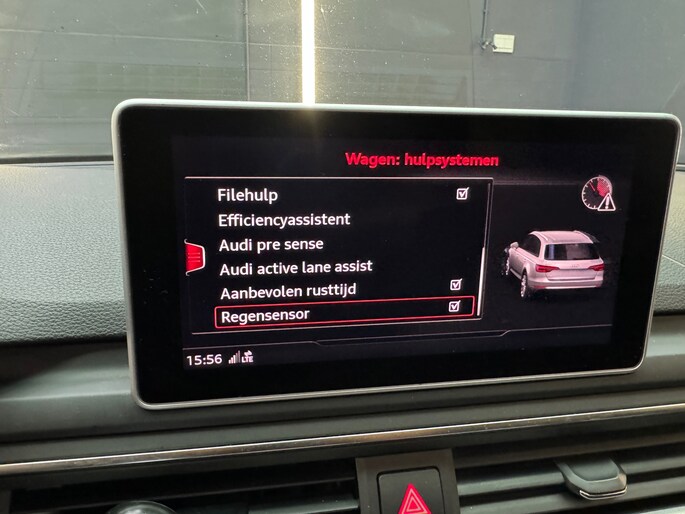 Wagen: hulpsystemen
Filehulp
Efficiencyassistent
Audi pre sense
Audi active lane assist
Aanbevolen rusttijd
Regensensor
15:56 LTE